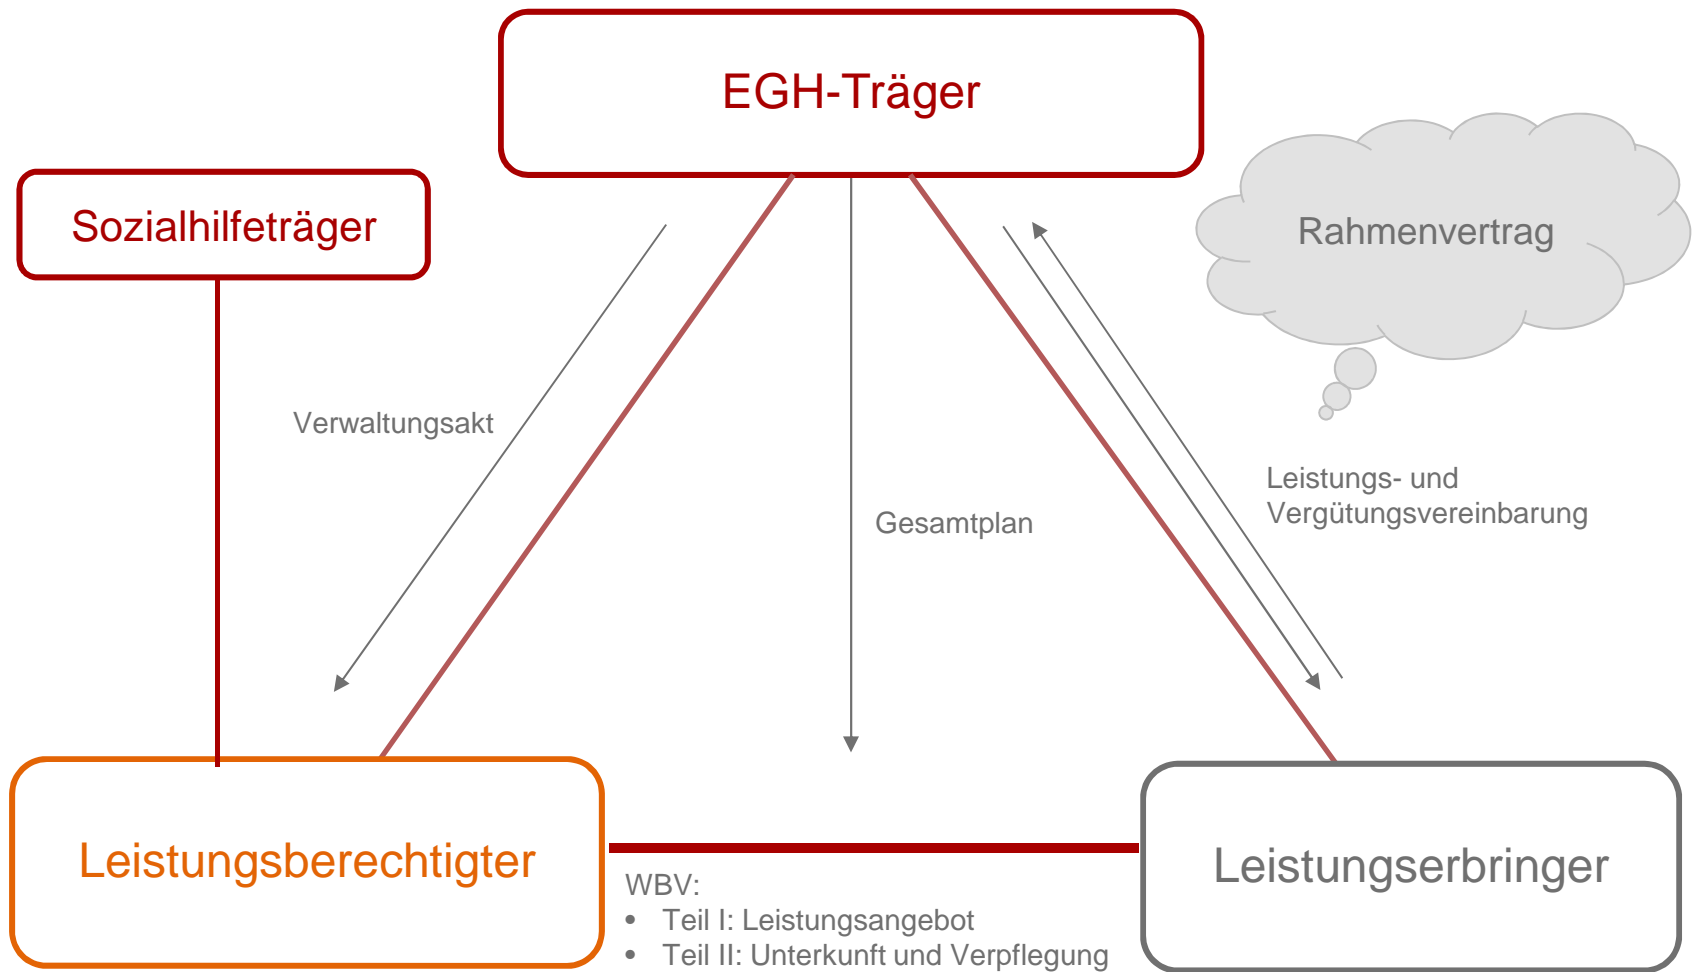 EGH-Träger
Sozialhilfeträger
Rahmenvertrag
Verwaltungsakt
Leistungs- und
Vergütungsvereinbarung
Gesamtplan
Leistungsberechtigter
Leistungserbringer
WBV:
• Teil I: Leistungsangebot
• Teil II: Unterkunft und Verpflegung